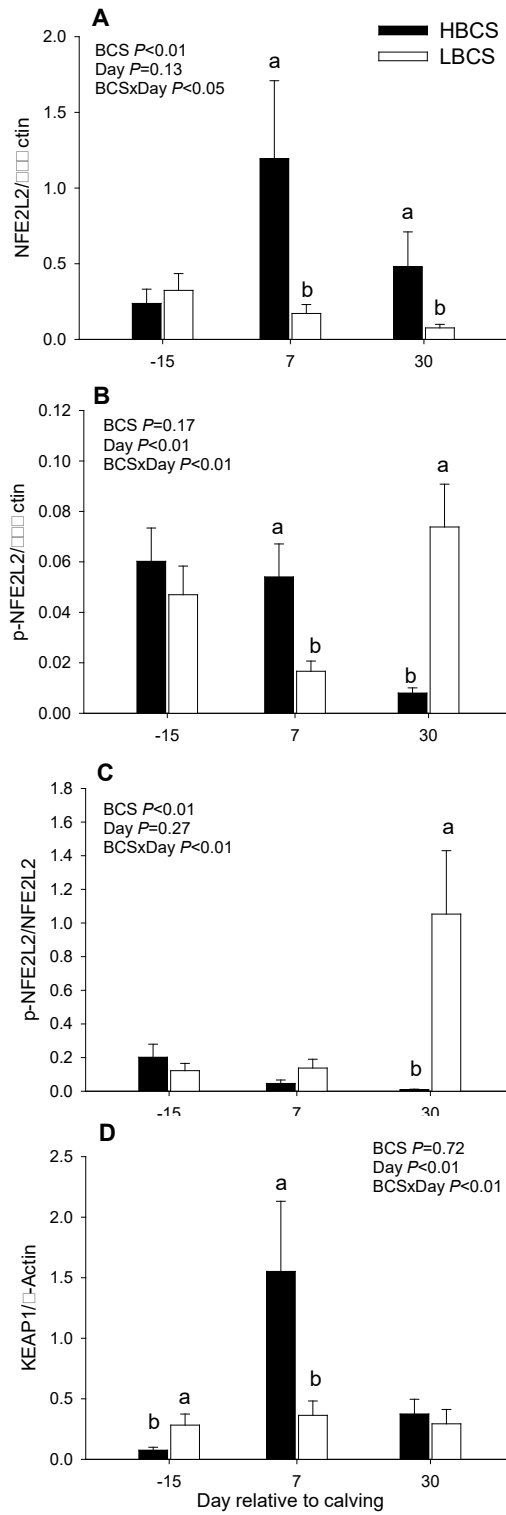 A
HBCS
LBCS
BCS P<0.01
Day P=0.13
BCSxDay P<0.05
NFE2L2/□□□ctin
2.0
1.5
1.0
0.5
0.0
a
b
a
b
-15 7 30
B
BCS P=0.17
Day P<0.01
BCSxDay P<0.01
p-NFE2L2/□□□ctin
0.12
0.10
0.08
0.06
0.04
0.02
0.00
a
b
b
a
-15 7 30
C
BCS P<0.01
Day P=0.27
BCSxDay P<0.01
p-NFE2L2/NFE2L2
1.8
1.6
1.4
1.2
1.0
0.8
0.6
0.4
0.2
0.0
b
a
-15 7 30
D
BCS P=0.72
Day P<0.01
BCSxDay P<0.01
KEAP1/□-Actin
2.5
2.0
1.5
1.0
0.5
0.0
b
a
a
b
-15 7 30
Day relative to calving